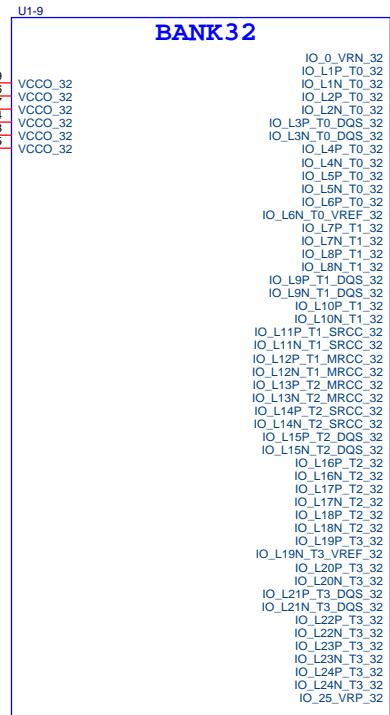 U1-9
BANK32
IO_0_VRN_32
IO_L1P_T0_32
VCCO_32 IO_L1N_T0_32
VCCO_32 IO_L2P_T0_32
VCCO_32 IO_L2N_T0_32
VCCO_32 IO_L3P_T0_DQS_32
VCCO_32 IO_L3N_T0_DQS_32
VCCO_32 IO_L4P_T0_32
IO_L4N_T0_32
IO_L5P_T0_32
IO_L5N_T0_32
IO_L6P_T0_32
IO_L6N_T0_VREF_32
IO_L7P_T1_32
IO_L7N_T1_32
IO_L8P_T1_32
IO_L8N_T1_32
IO_L9P_T1_DQS_32
IO_L9N_T1_DQS_32
IO_L10P_T1_32
IO_L10N_T1_32
IO_L11P_T1_SRCC_32
IO_L11N_T1_SRCC_32
IO_L12P_T1_MRCC_32
IO_L12N_T1_MRCC_32
IO_L13P_T2_MRCC_32
IO_L13N_T2_MRCC_32
IO_L14P_T2_SRCC_32
IO_L14N_T2_SRCC_32
IO_L15P_T2_DQS_32
IO_L15N_T2_DQS_32
IO_L16P_T2_32
IO_L16N_T2_32
IO_L17P_T2_32
IO_L17N_T2_32
IO_L18P_T2_32
IO_L18N_T2_32
IO_L19P_T3_32
IO_L19N_T3_VREF_32
IO_L20P_T3_32
IO_L20N_T3_32
IO_L21P_T3_DQS_32
IO_L21N_T3_DQS_32
IO_L22P_T3_32
IO_L22N_T3_32
IO_L23P_T3_32
IO_L23N_T3_32
IO_L24P_T3_32
IO_L24N_T3_32
IO_25_VRP_32